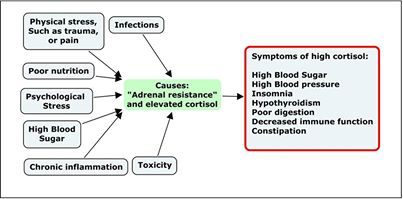 Physical stress,
Such as trauma,
or pain
Infections
Poor nutrition
Psychological
Stress
High Blood
Sugar
Chronic inflammation
Toxicity
Causes:
"Adrenal resistance"
and elevated cortisol
Symptoms of high cortisol:
High Blood Sugar
High Blood pressure
Insomnia
Hypothyroidism
Poor digestion
Decreased immune function
Constipation